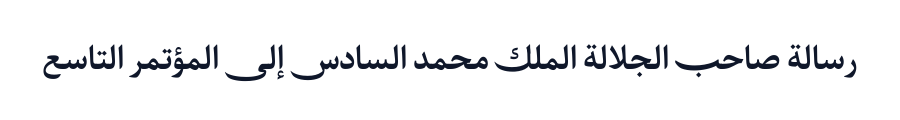 رسالة صاحب الجلالة الملك محمد السادس إلى المؤتمر التاسع